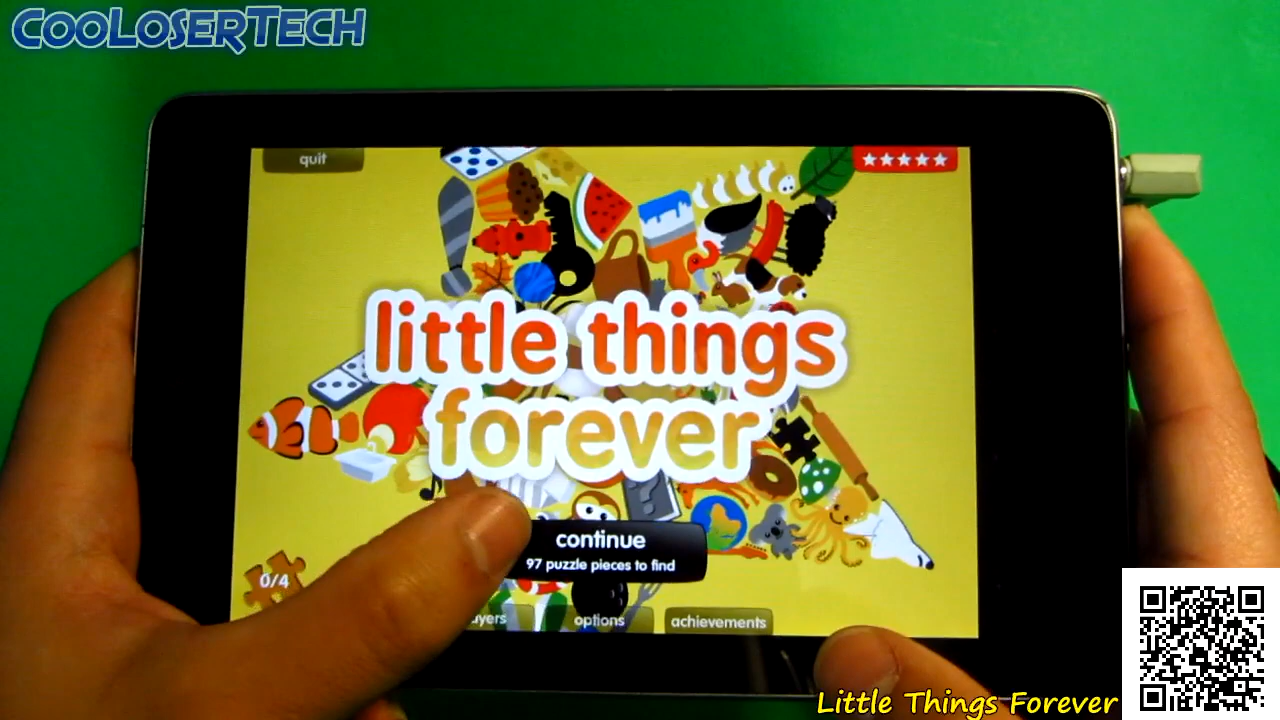 CooLoserTech
quit
little things
forever
continue
97 puzzle pieces to find
0/4
options
achievements
Little Things Forever